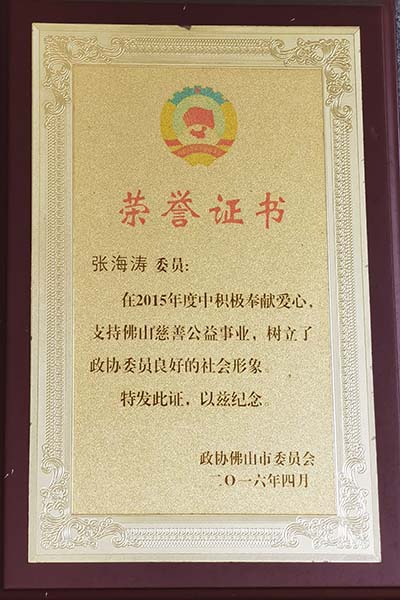 荣誉证书
张海涛 委员:
在2015年度中积极奉献爱心,
支持佛山慈善公益事业,树立了
政协委员良好的社会形象。
特发此证,以兹纪念。
政协佛山市委员会
二〇一六年四月